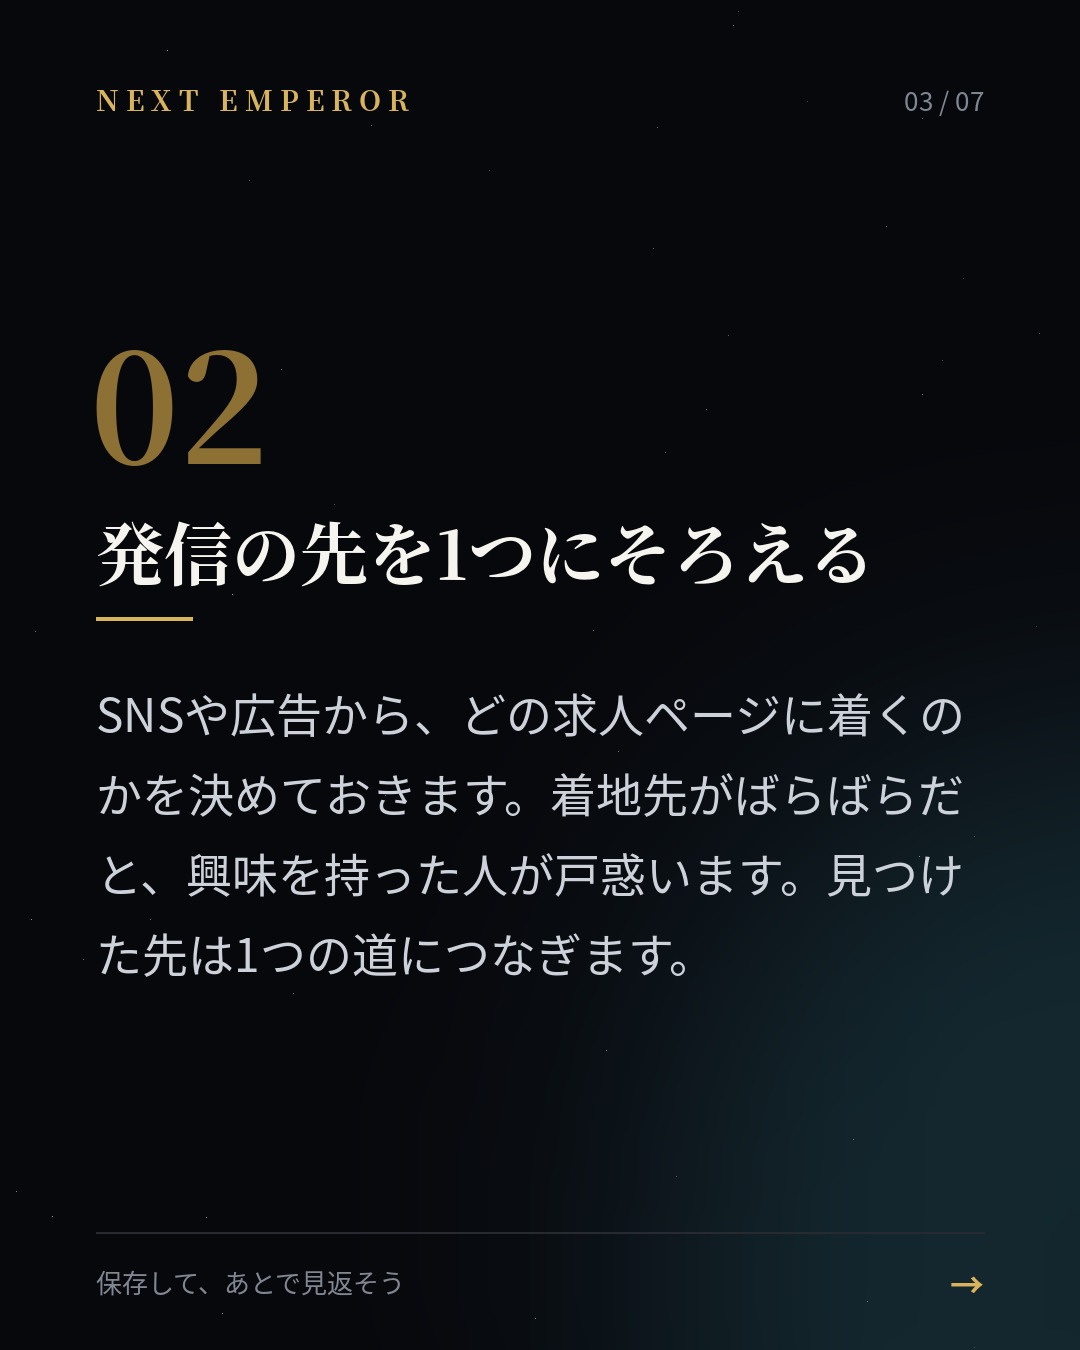 NEXT EMPEROR
03 / 07
02
発信の先を1つにそろえる
SNSや広告から、どの求人ページに着くの
かを決めておきます。着地先がばらばらだ
と、興味を持った人が戸惑います。見つけ
た先は1つの道につなぎます。
保存して、あとで見返そう
→